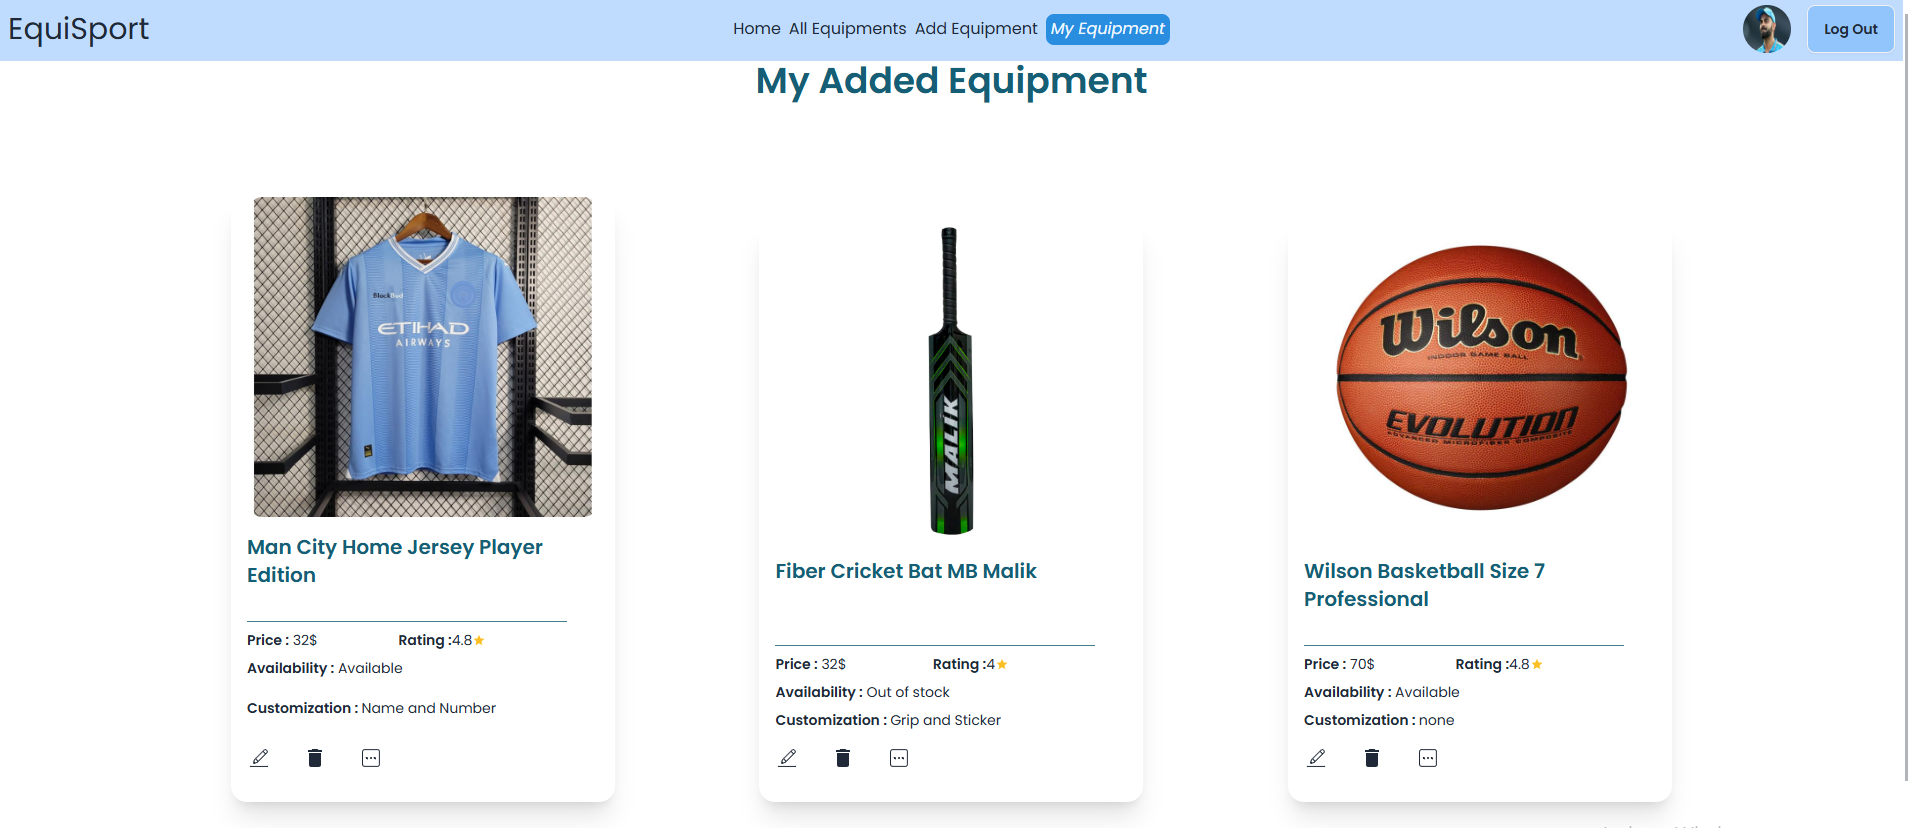 EquiSport
Home All Equipments Add Equipment My Equipment
Log Out
My Added Equipment
ETIHAD
AIRWAYS
Man City Home Jersey Player
Edition
Price : 32$ Rating :4.8
Availability : Available
Customization : Name and Number
MALIK
Fiber Cricket Bat MB Malik
Price : 32$ Rating :4
Availability : Out of stock
Customization : Grip and Sticker
Wilson
INDOOR GAME BALL
EVOLUTION
ADVANCED MICROFIBER COMPOSITE
Wilson Basketball Size 7
Professional
Price : 70$ Rating :4.8
Availability : Available
Customization : none